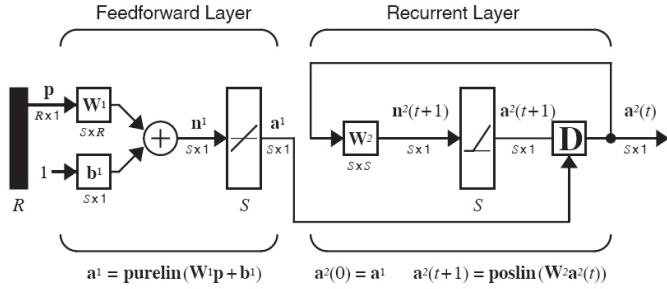 Feedforward Layer
Recurrent Layer
p
R x 1
W¹
S x R
1
b¹
S x 1
R
n¹
S x 1
a¹
S x 1
S
W²
S x S
n²(t+1)
S x 1
S
a²(t+1)
S x 1
D
a²(t)
S x 1
a¹ = purelin(W¹p + b¹)
a²(0) = a¹
a²(t+1) = poslin(W²a²(t))